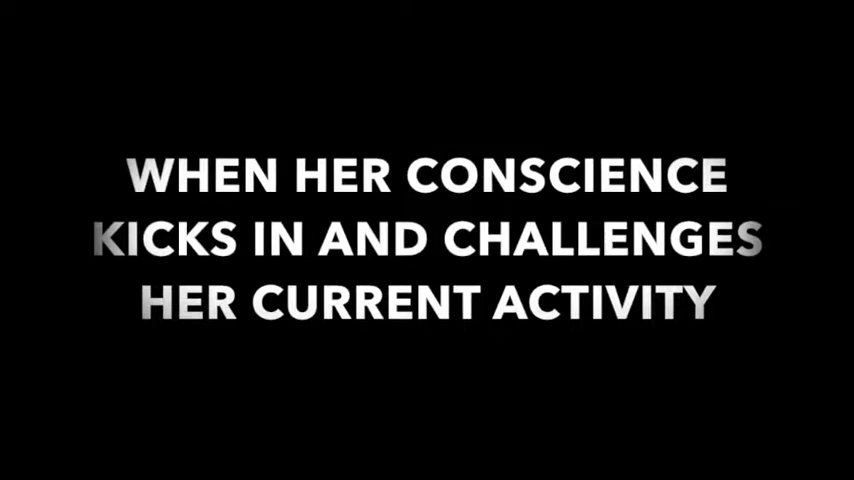 WHEN HER CONSCIENCE
KICKS IN AND CHALLENGES
HER CURRENT ACTIVITY